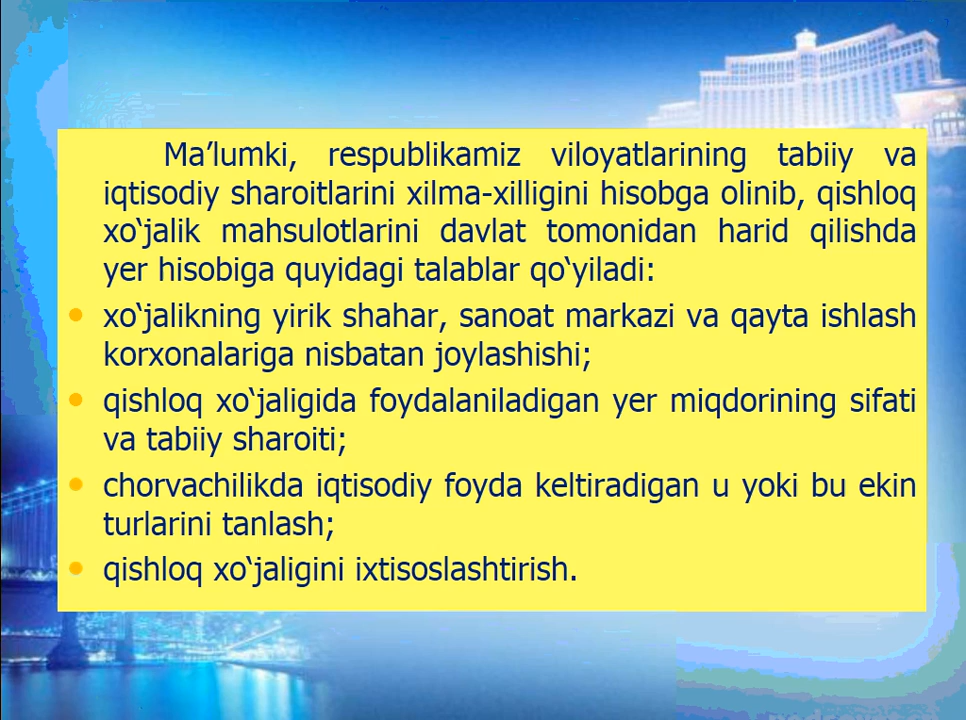 Ma’lumki, respublikamiz viloyatlarining tabiiy va
iqtisodiy sharoitlarini xilma-xilligini hisobga olinib, qishloq
xo‘jalik mahsulotlarini davlat tomonidan harid qilishda
yer hisobiga quyidagi talablar qo‘yiladi:
• xo‘jalikning yirik shahar, sanoat markazi va qayta ishlash
korxonalariga nisbatan joylashishi;
• qishloq xo‘jaligida foydalaniladigan yer miqdorining sifati
va tabiiy sharoiti;
• chorvachilikda iqtisodiy foyda keltiradigan u yoki bu ekin
turlarini tanlash;
• qishloq xo‘jaligini ixtisoslashtirish.